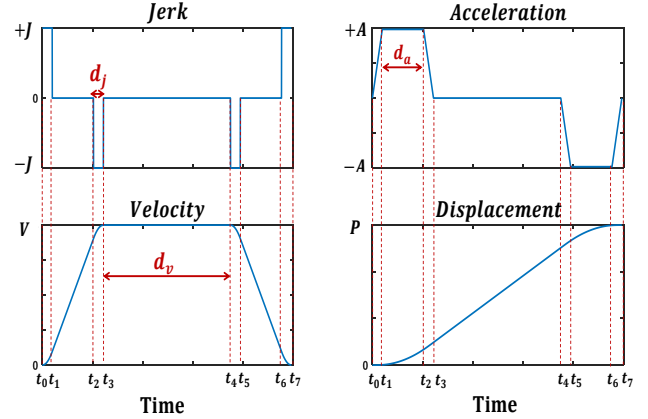 Jerk
+J
0
−J
d_j
Acceleration
+A
0
−A
d_a
Velocity
V
0
d_v
t_0 t_1 t_2 t_3 t_4 t_5 t_6 t_7
Time
Displacement
P
0
t_0 t_1 t_2 t_3 t_4 t_5 t_6 t_7
Time